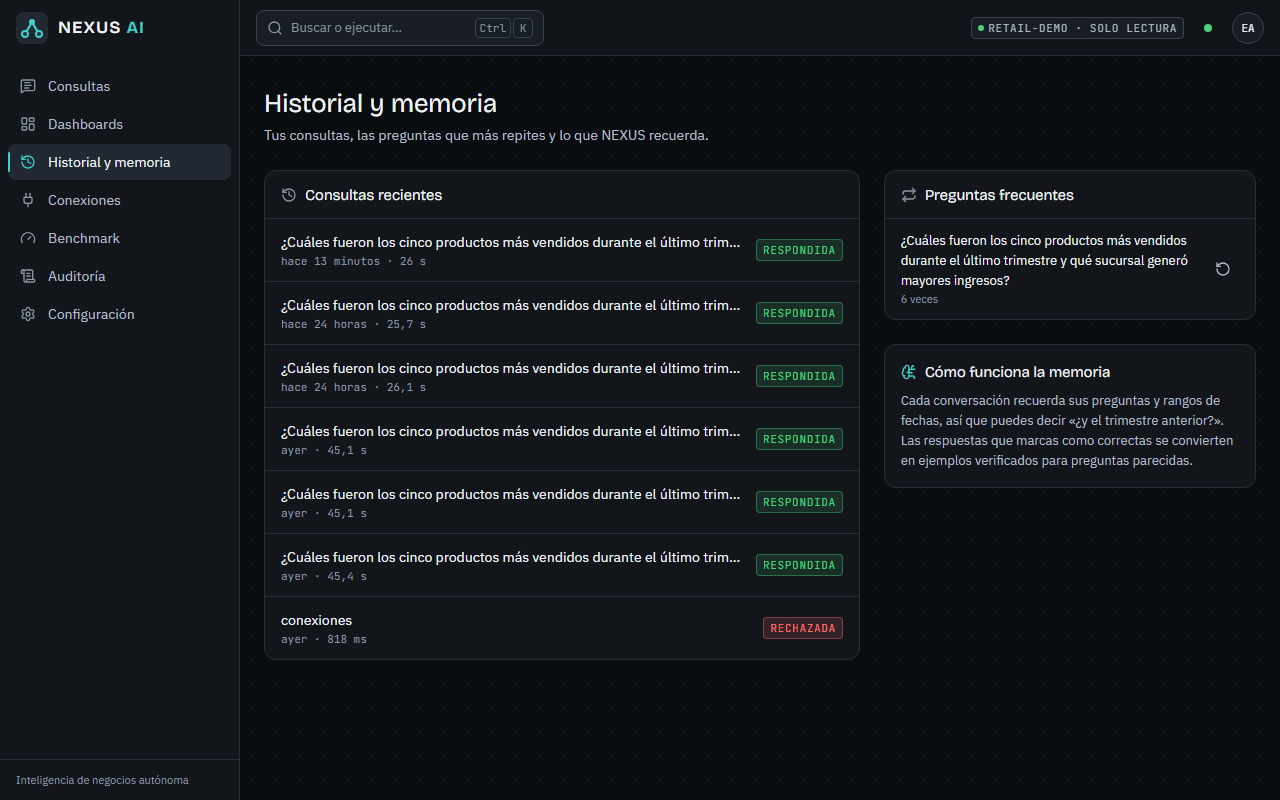 NEXUS AI
Buscar o ejecutar...
Ctrl K
RETAIL-DEMO · SOLO LECTURA
EA
Consultas
Dashboards
Historial y memoria
Conexiones
Benchmark
Auditoría
Configuración
Inteligencia de negocios autónoma
Historial y memoria
Tus consultas, las preguntas que más repites y lo que NEXUS recuerda.
Consultas recientes
¿Cuáles fueron los cinco productos más vendidos durante el último trim...
hace 13 minutos · 26 s
RESPONDIDA
¿Cuáles fueron los cinco productos más vendidos durante el último trim...
hace 24 horas · 25,7 s
RESPONDIDA
¿Cuáles fueron los cinco productos más vendidos durante el último trim...
hace 24 horas · 26,1 s
RESPONDIDA
¿Cuáles fueron los cinco productos más vendidos durante el último trim...
ayer · 45,1 s
RESPONDIDA
¿Cuáles fueron los cinco productos más vendidos durante el último trim...
ayer · 45,1 s
RESPONDIDA
¿Cuáles fueron los cinco productos más vendidos durante el último trim...
ayer · 45,4 s
RESPONDIDA
conexiones
ayer · 818 ms
RECHAZADA
Preguntas frecuentes
¿Cuáles fueron los cinco productos más vendidos
durante el último trimestre y qué sucursal generó
mayores ingresos?
6 veces
Cómo funciona la memoria
Cada conversación recuerda sus preguntas y rangos de
fechas, así que puedes decir «¿y el trimestre anterior?».
Las respuestas que marcas como correctas se convierten
en ejemplos verificados para preguntas parecidas.